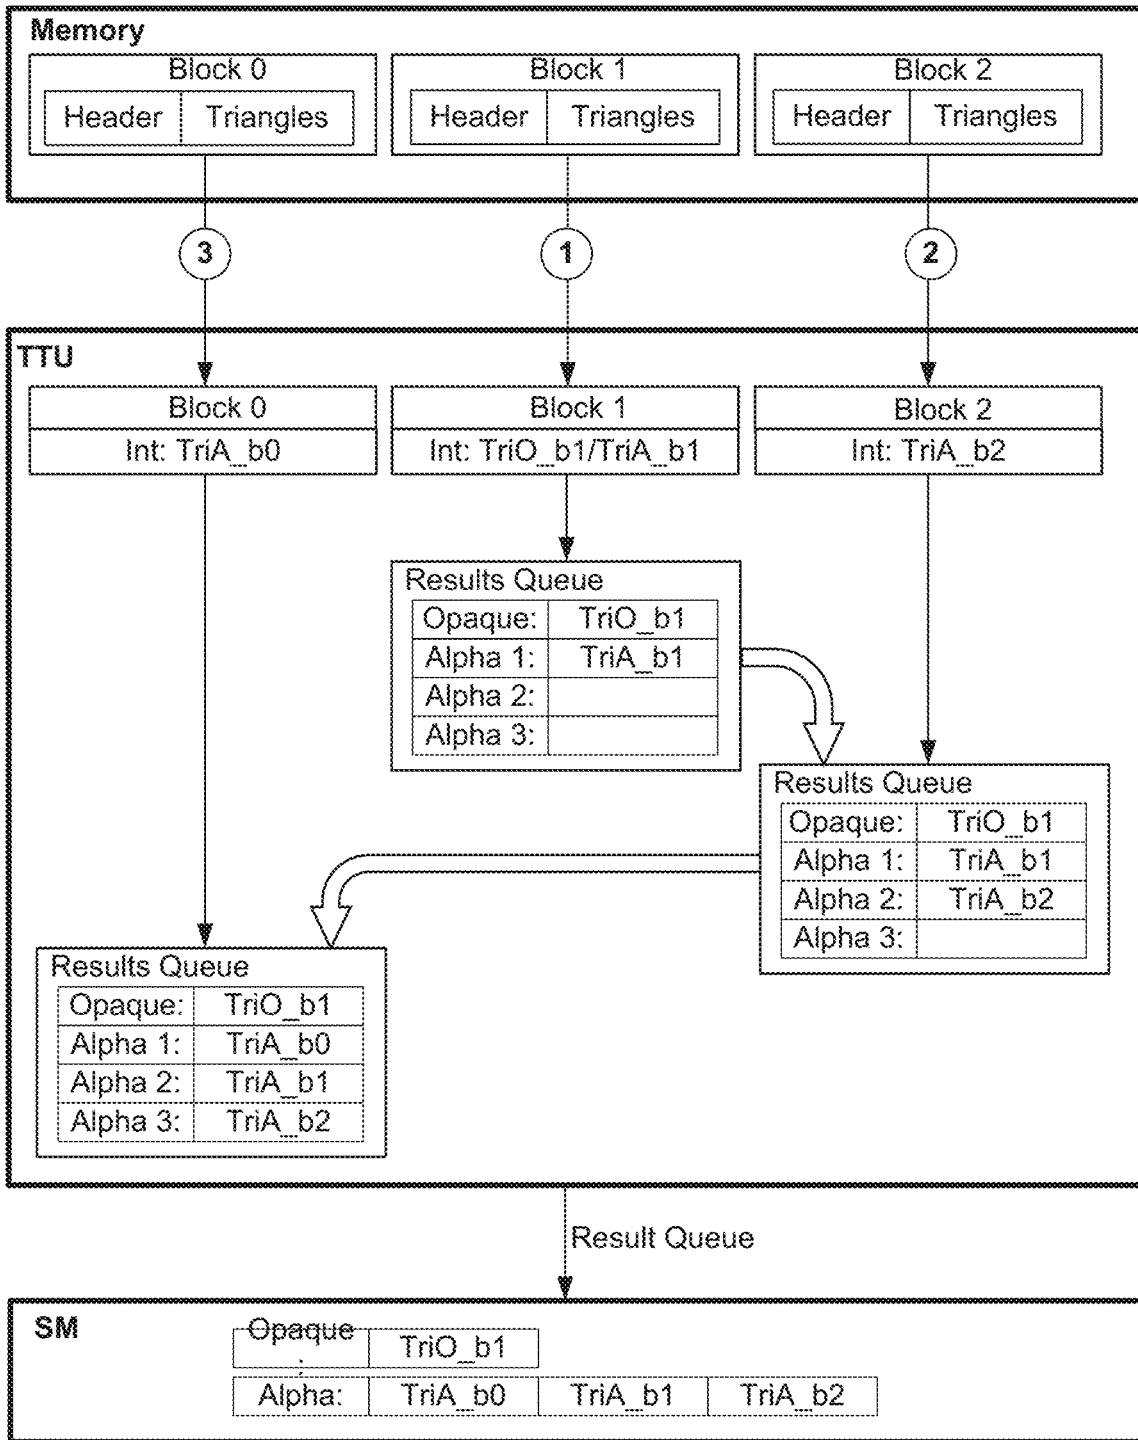 Memory
Block 0 Block 1 Block 2
Header Triangles Header Triangles Header Triangles
3 1 2
TTU
Block 0 Block 1 Block 2
Int: TriA_b0 Int: TriO_b1/TriA_b1 Int: TriA_b2
Results Queue
Opaque: TriO_b1
Alpha 1: TriA_b1
Alpha 2:
Alpha 3:
Results Queue
Opaque: TriO_b1
Alpha 1: TriA_b1
Alpha 2: TriA_b2
Alpha 3:
Results Queue
Opaque: TriO_b1
Alpha 1: TriA_b0
Alpha 2: TriA_b1
Alpha 3: TriA_b2
Result Queue
SM
Opaque: TriO_b1
Alpha: TriA_b0 TriA_b1 TriA_b2